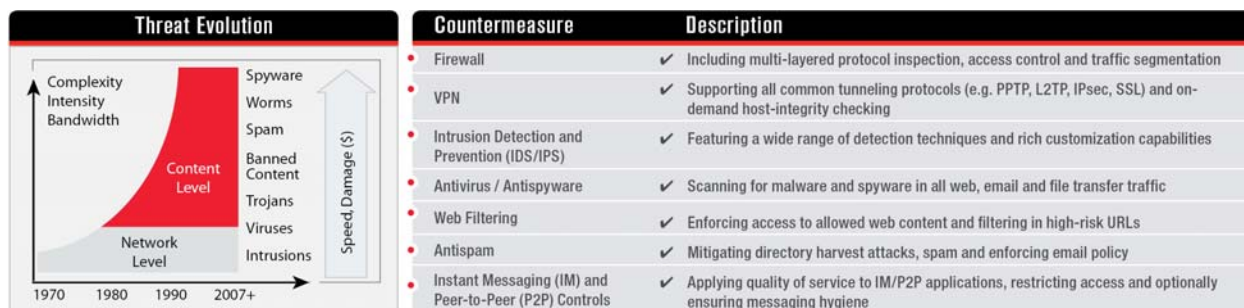 Threat Evolution
Complexity
Intensity
Bandwidth
Content
Level
Network
Level
Spyware
Worms
Spam
Banned
Content
Trojans
Viruses
Intrusions
Speed, Damage ($)
1970 1980 1990 2007+
Countermeasure Description
Firewall ✔ Including multi-layered protocol inspection, access control and traffic segmentation
VPN ✔ Supporting all common tunneling protocols (e.g. PPTP, L2TP, IPsec, SSL) and on-
demand host-integrity checking
Intrusion Detection and ✔ Featuring a wide range of detection techniques and rich customization capabilities
Prevention (IDS/IPS)
Antivirus / Antispyware ✔ Scanning for malware and spyware in all web, email and file transfer traffic
Web Filtering ✔ Enforcing access to allowed web content and filtering in high-risk URLs
Antispam ✔ Mitigating directory harvest attacks, spam and enforcing email policy
Instant Messaging (IM) and ✔ Applying quality of service to IM/P2P applications, restricting access and optionally
Peer-to-Peer (P2P) Controls ensuring messaging hygiene